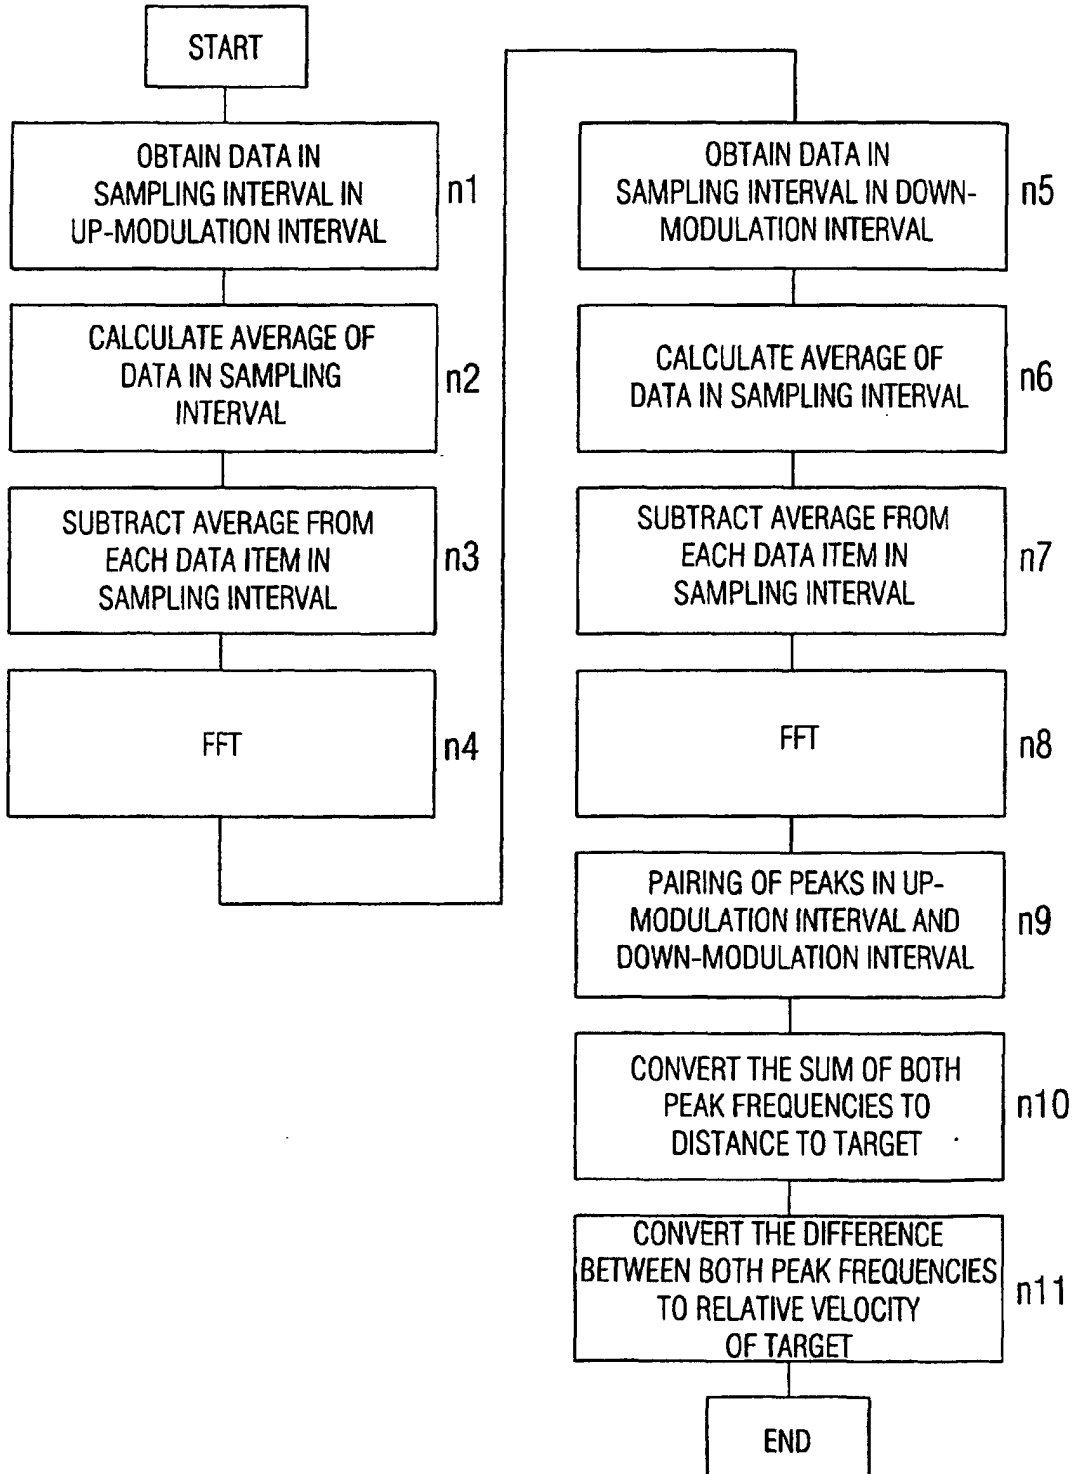 START
OBTAIN DATA IN
SAMPLING INTERVAL IN
UP-MODULATION INTERVAL
n1
CALCULATE AVERAGE OF
DATA IN SAMPLING
INTERVAL
n2
SUBTRACT AVERAGE FROM
EACH DATA ITEM IN
SAMPLING INTERVAL
n3
FFT
n4
OBTAIN DATA IN
SAMPLING INTERVAL IN DOWN-
MODULATION INTERVAL
n5
CALCULATE AVERAGE OF
DATA IN SAMPLING INTERVAL
n6
SUBTRACT AVERAGE FROM
EACH DATA ITEM IN
SAMPLING INTERVAL
n7
FFT
n8
PAIRING OF PEAKS IN UP-
MODULATION INTERVAL AND
DOWN-MODULATION INTERVAL
n9
CONVERT THE SUM OF BOTH
PEAK FREQUENCIES TO
DISTANCE TO TARGET
n10
CONVERT THE DIFFERENCE
BETWEEN BOTH PEAK FREQUENCIES
TO RELATIVE VELOCITY
OF TARGET
n11
END